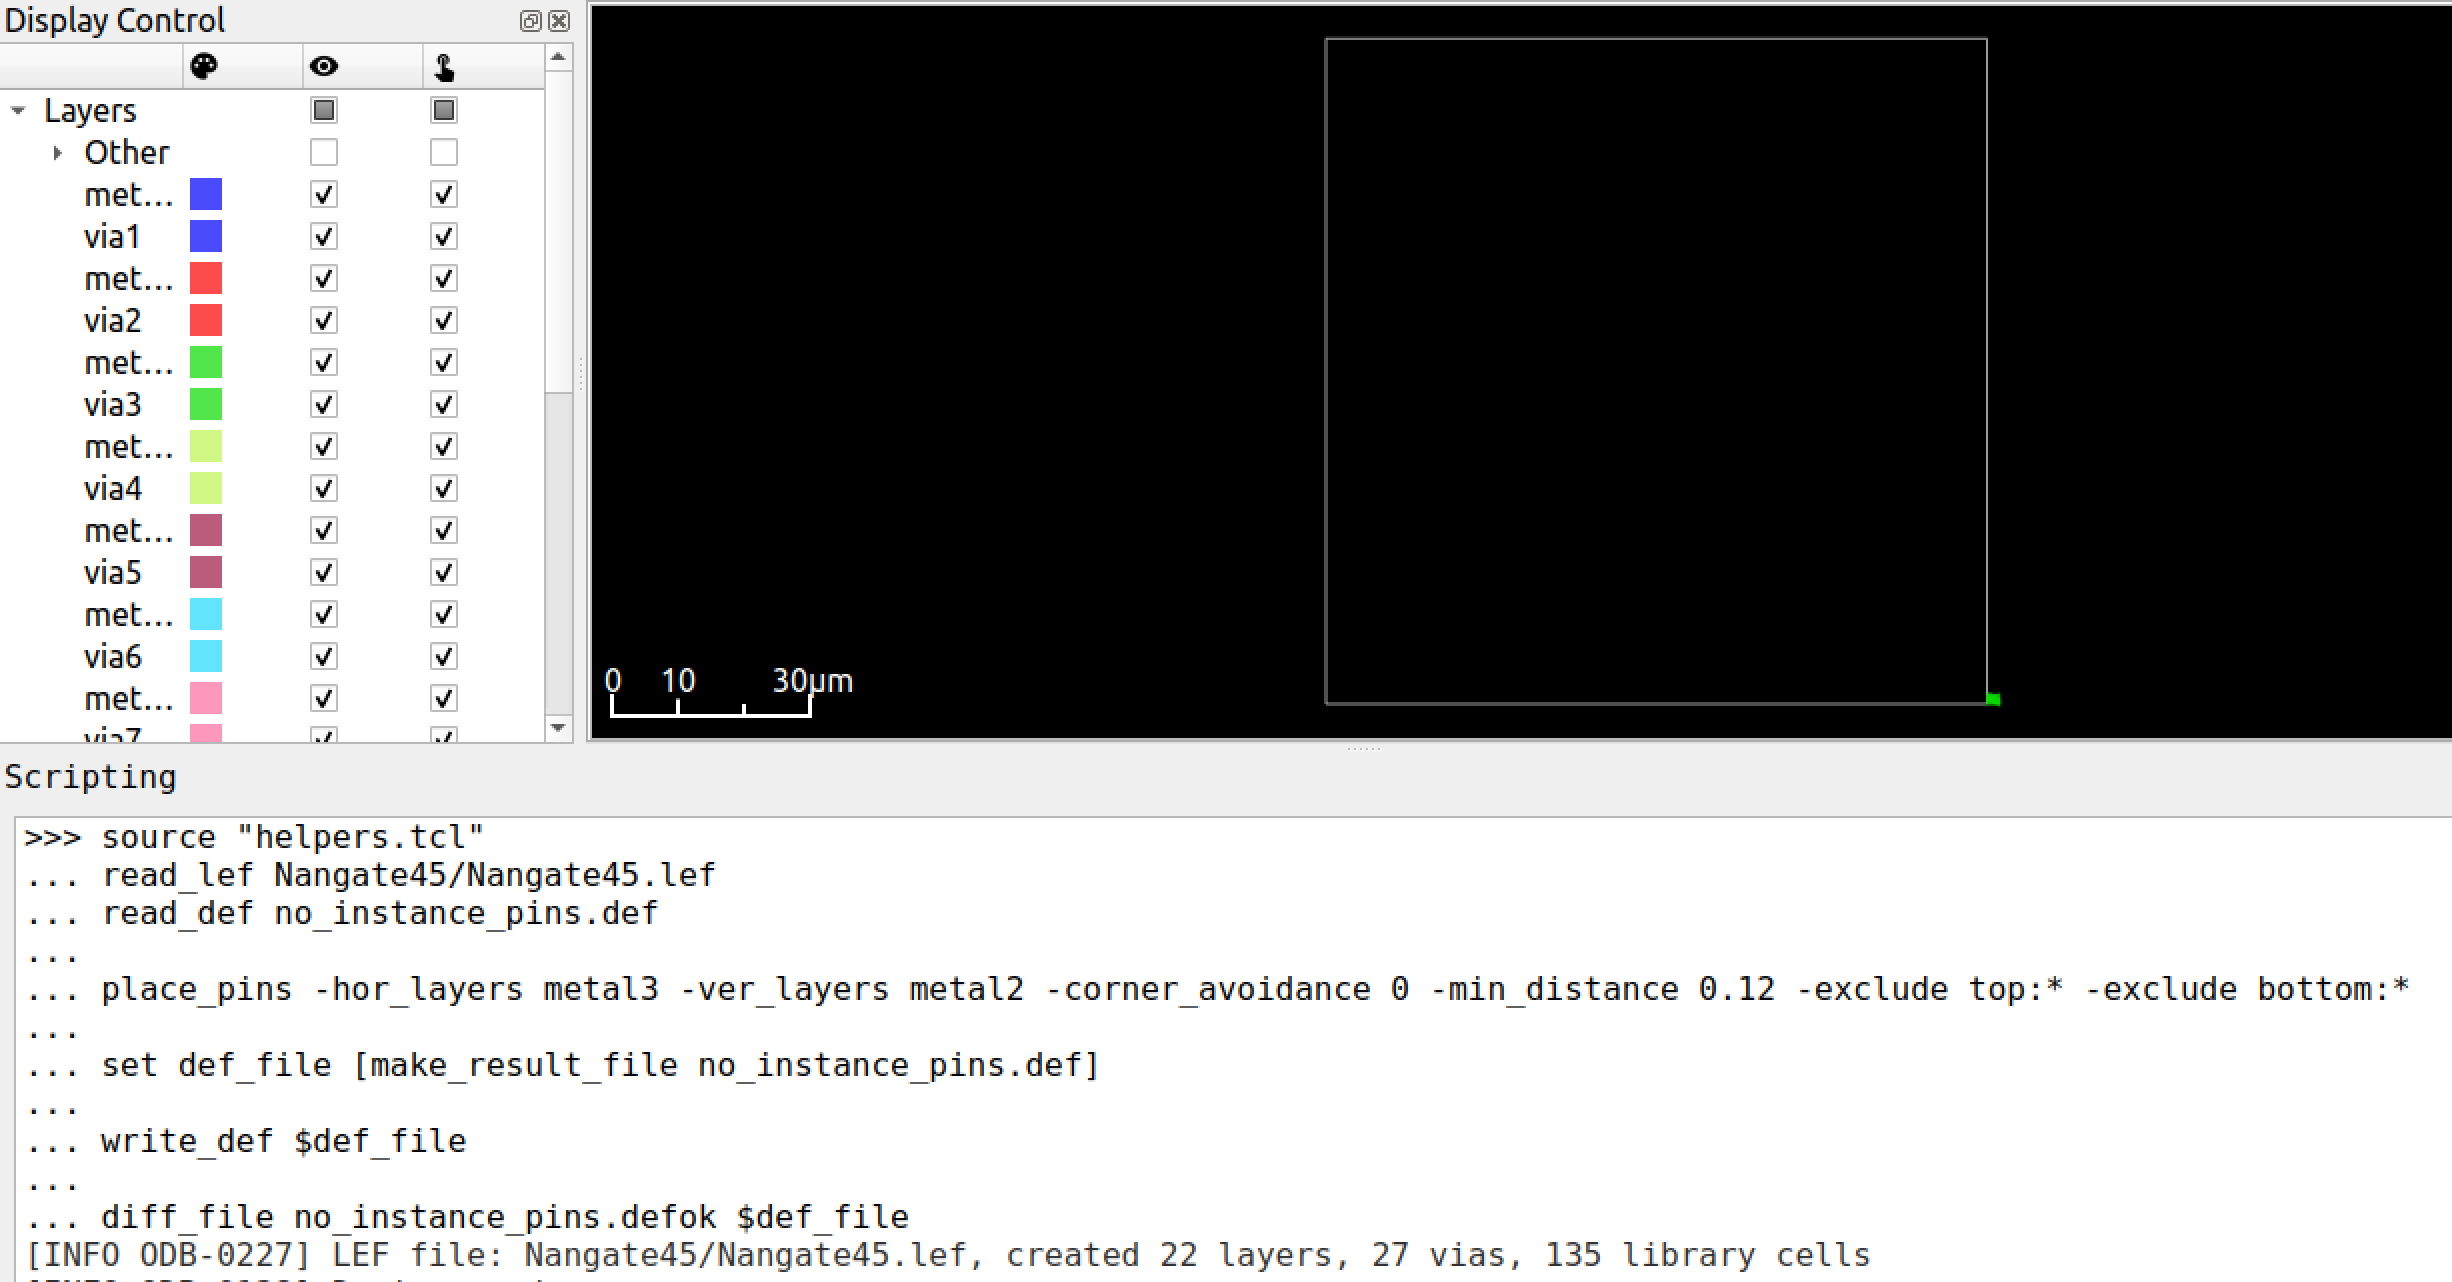 Display Control
Layers
Other
met...
via1
met...
via2
met...
via3
met...
via4
met...
via5
met...
via6
met...
via7
0 10 30µm
Scripting
>>> source "helpers.tcl"
... read_lef Nangate45/Nangate45.lef
... read_def no_instance_pins.def
...
... place_pins -hor_layers metal3 -ver_layers metal2 -corner_avoidance 0 -min_distance 0.12 -exclude top:* -exclude bottom:*
...
... set def_file [make_result_file no_instance_pins.def]
...
... write_def $def_file
...
... diff_file no_instance_pins.defok $def_file
[INFO ODB-0227] LEF file: Nangate45/Nangate45.lef, created 22 layers, 27 vias, 135 library cells